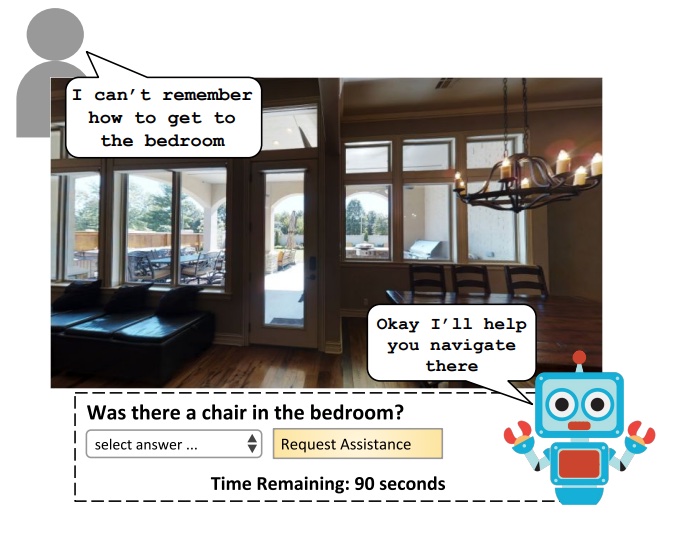 I can't remember
how to get to
the bedroom
Okay I'll help
you navigate
there
Was there a chair in the bedroom?
select answer ...
Request Assistance
Time Remaining: 90 seconds